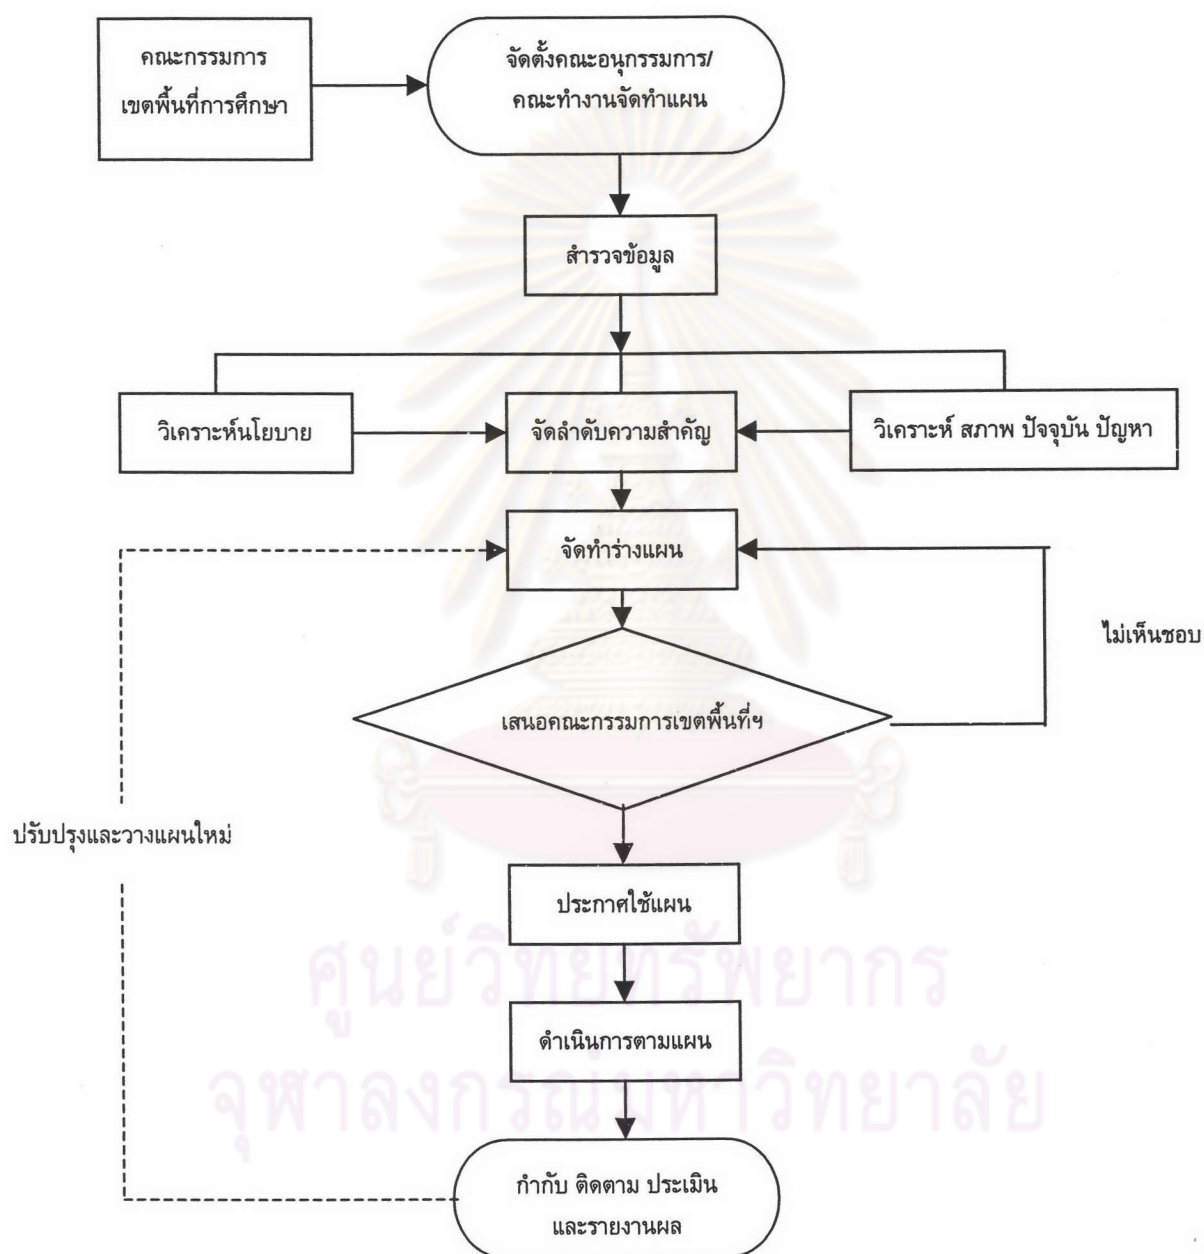 คณะกรรมการ
เขตพื้นที่การศึกษา
จัดตั้งคณะอนุกรรมการ/
คณะทำงานจัดทำแผน
สำรวจข้อมูล
วิเคราะห์นโยบาย
จัดลำดับความสำคัญ
วิเคราะห์ สภาพ ปัจจุบัน ปัญหา
จัดทำร่างแผน
ไม่เห็นชอบ
เสนอคณะกรรมการเขตพื้นที่ฯ
ปรับปรุงและวางแผนใหม่
ประกาศใช้แผน
ดำเนินการตามแผน
กำกับ ติดตาม ประเมิน
และรายงานผล
ศูนย์วิทยทรัพยากร
จุฬาลงกรณ์มหาวิทยาลัย